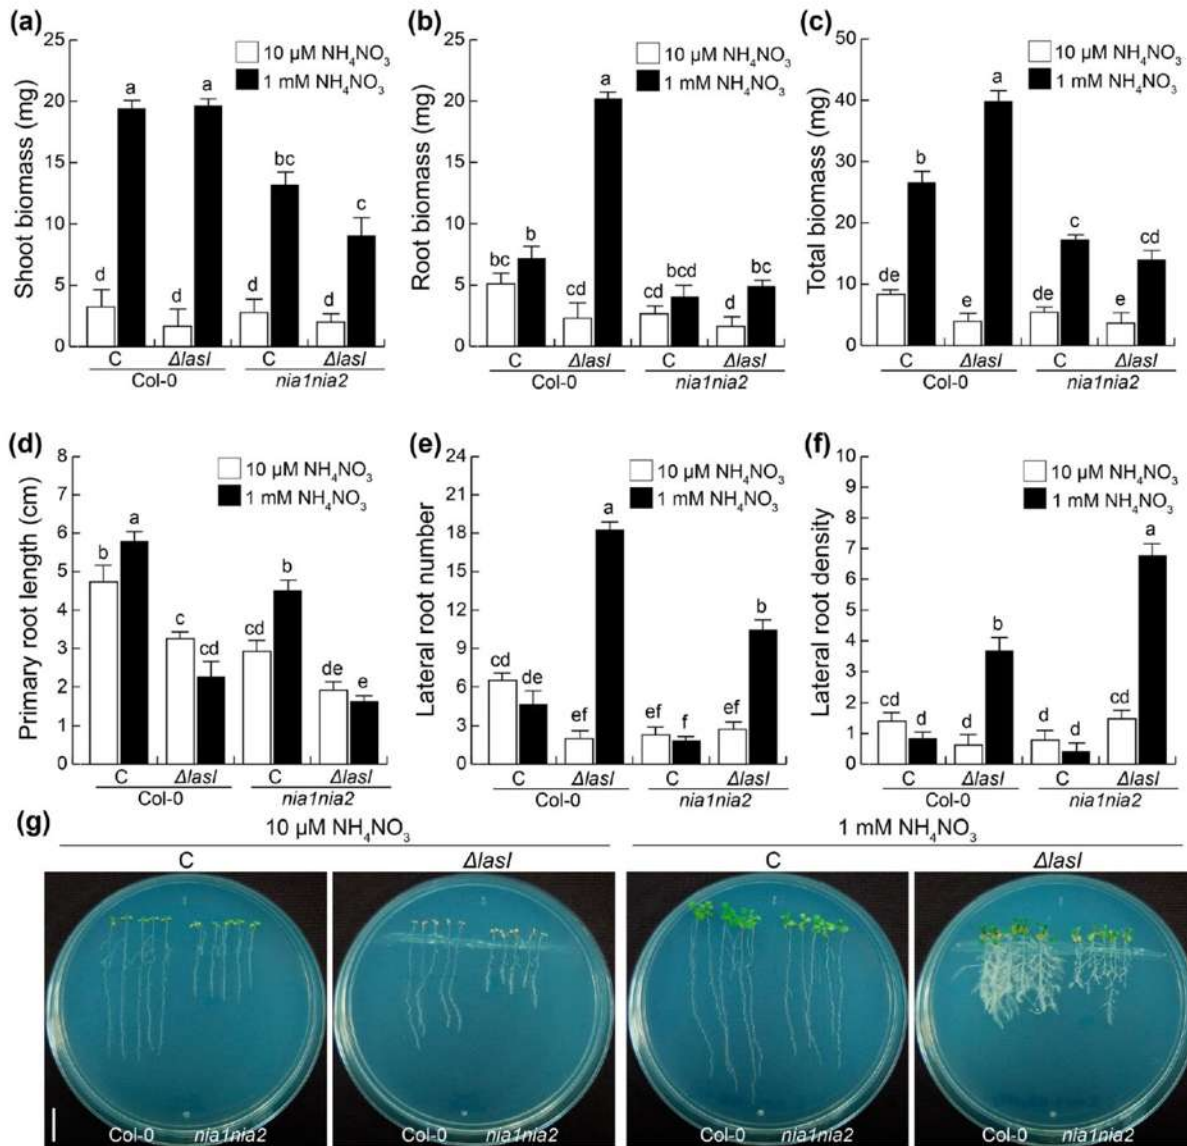 (a)
Shoot biomass (mg)
25
20
15
10
5
0
10 µM NH₄NO₃
1 mM NH₄NO₃
d
a
d
a
d
bc
d
c
C
ΔlasI
C
ΔlasI
Col-0
nia1nia2
(b)
Root biomass (mg)
25
20
15
10
5
0
10 µM NH₄NO₃
1 mM NH₄NO₃
bc
b
cd
a
cd
bcd
d
bc
C
ΔlasI
C
ΔlasI
Col-0
nia1nia2
(c)
Total biomass (mg)
50
40
30
20
10
0
10 µM NH₄NO₃
1 mM NH₄NO₃
de
b
e
a
de
c
e
cd
C
ΔlasI
C
ΔlasI
Col-0
nia1nia2
(d)
Primary root length (cm)
8
7
6
5
4
3
2
1
0
10 µM NH₄NO₃
1 mM NH₄NO₃
b
a
c
cd
cd
b
de
e
C
ΔlasI
C
ΔlasI
Col-0
nia1nia2
(e)
Lateral root number
24
21
18
15
12
9
6
3
0
10 µM NH₄NO₃
1 mM NH₄NO₃
cd
de
ef
a
ef
f
ef
b
C
ΔlasI
C
ΔlasI
Col-0
nia1nia2
(f)
Lateral root density
10
9
8
7
6
5
4
3
2
1
0
10 µM NH₄NO₃
1 mM NH₄NO₃
cd
d
d
b
d
d
cd
a
C
ΔlasI
C
ΔlasI
Col-0
nia1nia2
(g)
10 µM NH₄NO₃
1 mM NH₄NO₃
C
ΔlasI
C
ΔlasI
Col-0 nia1nia2
Col-0 nia1nia2
Col-0 nia1nia2
Col-0 nia1nia2